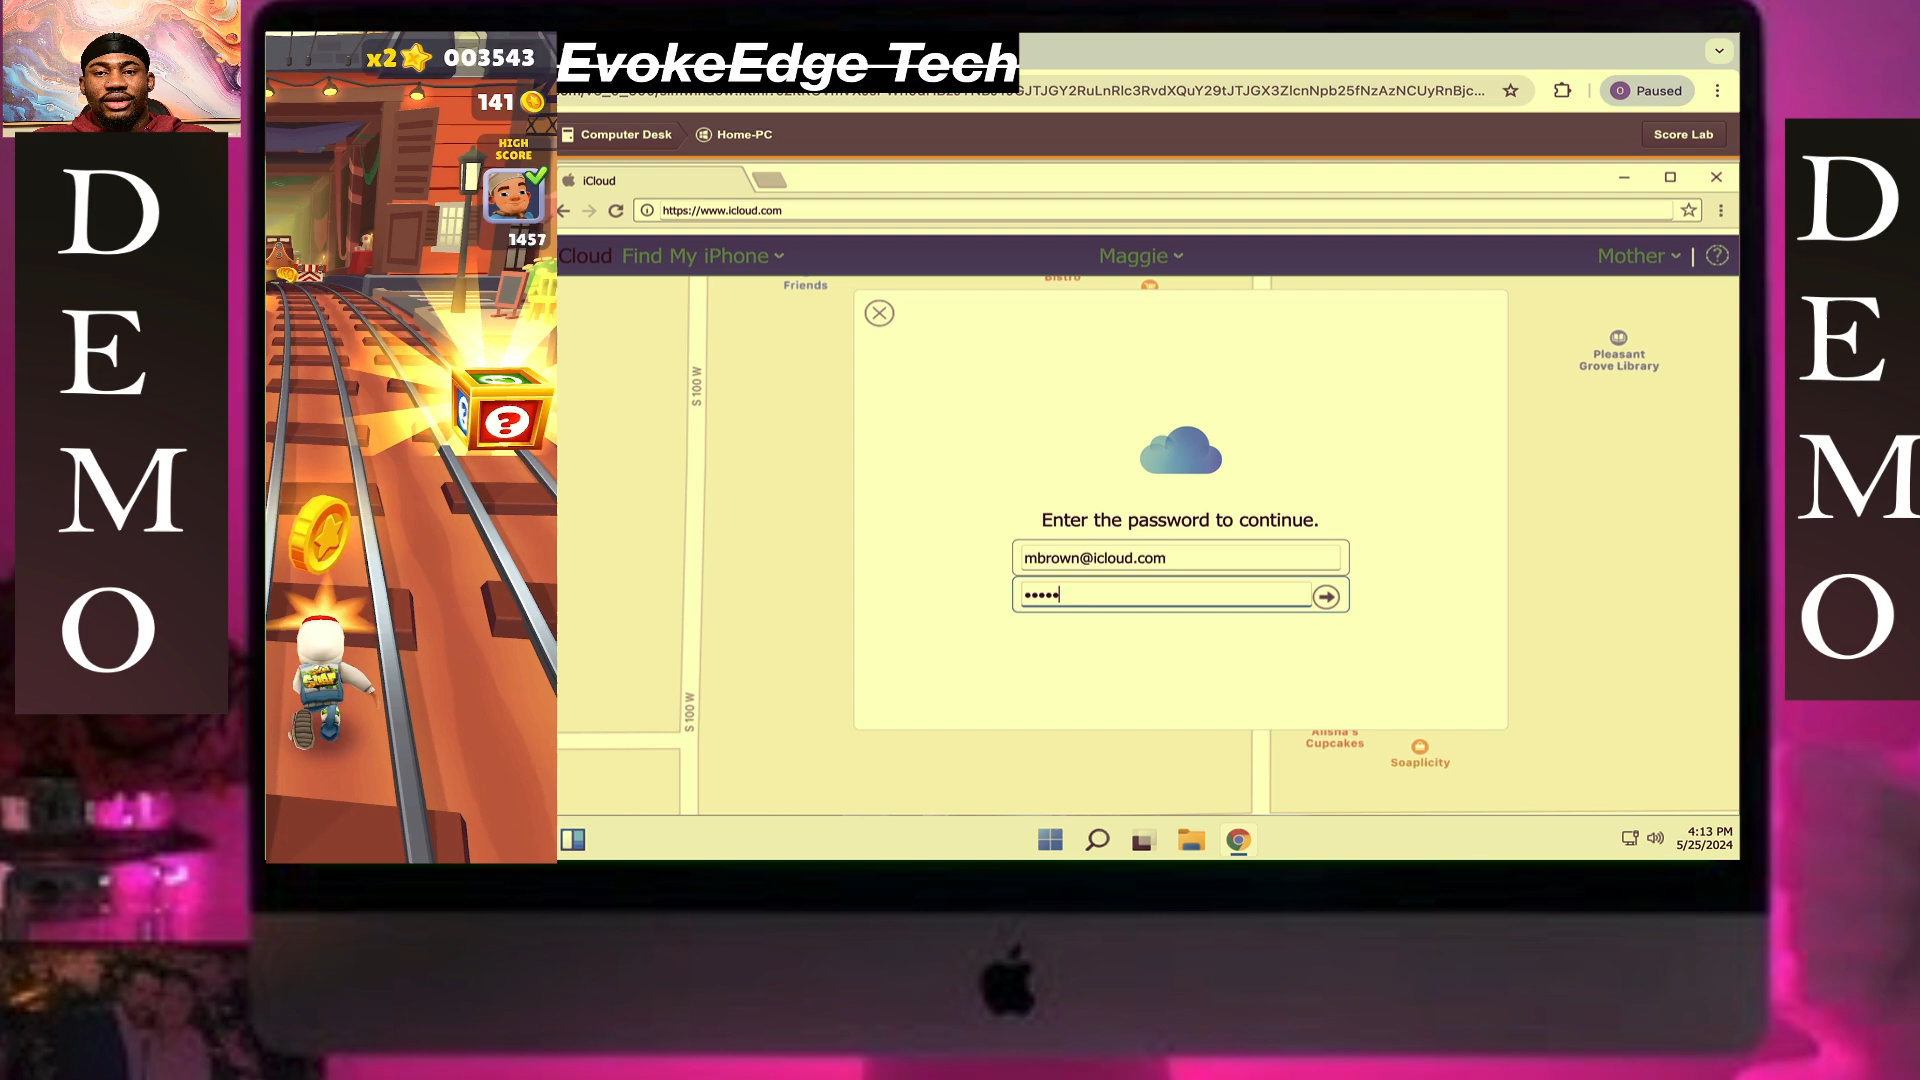 D
E
M
O
x2 003543
141
HIGH
SCORE
1457
EvokeEdge Tech
O Paused
Computer Desk
Home-PC
Score Lab
iCloud
https://www.icloud.com
Cloud Find My iPhone
Maggie
Mother
Friends
Bistro
S 100 W
Pleasant
Grove Library
Enter the password to continue.
mbrown@icloud.com
•••••
S 100 W
Alisha's
Cupcakes
Soaplicity
4:13 PM
5/25/2024
D
E
M
O